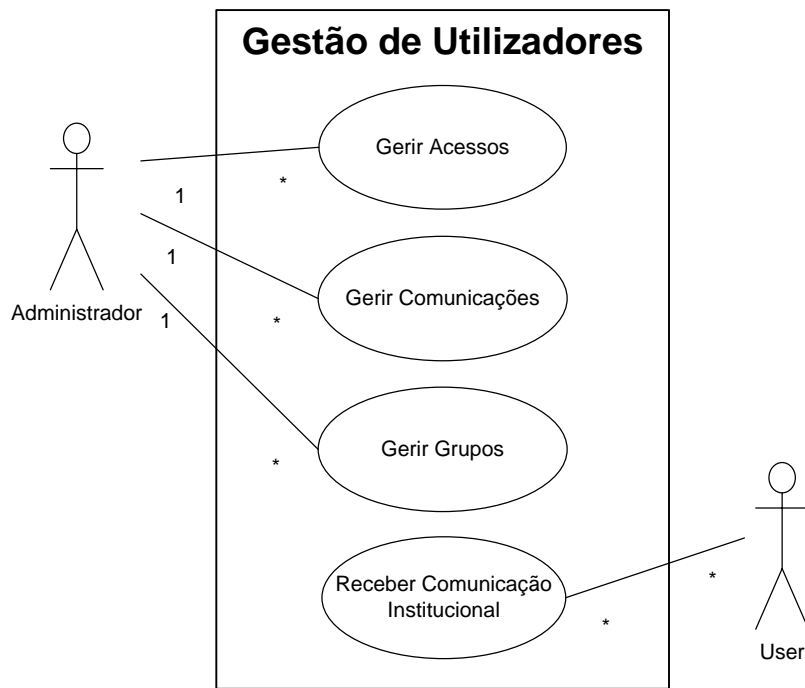 Gestão de Utilizadores
Gerir Acessos
1
*
1
Gerir Comunicações
Administrador
1
*
Gerir Grupos
*
Receber Comunicação
Institucional
*
*
User